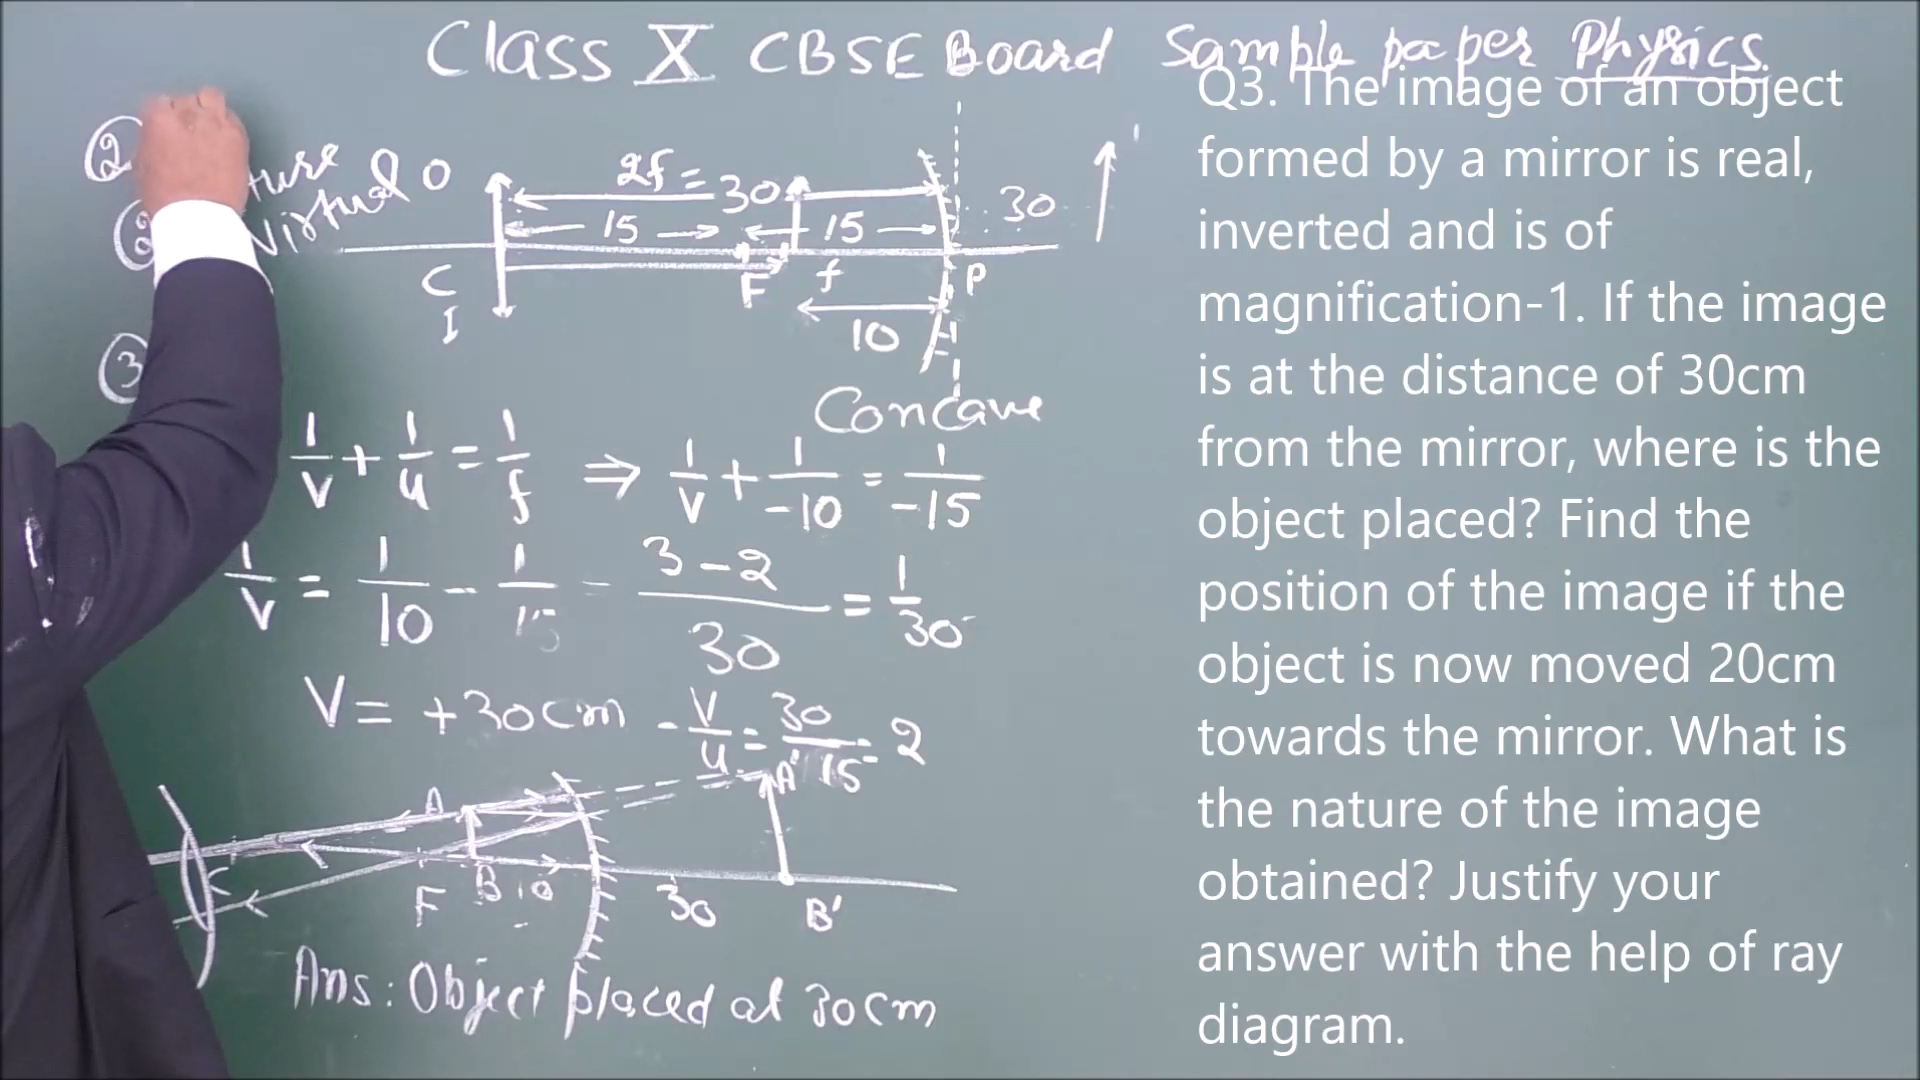 Class X CBSE Board Sample paper Physics
Q3. The image of an object
formed by a mirror is real,
inverted and is of
magnification-1. If the image
is at the distance of 30cm
from the mirror, where is the
object placed? Find the
position of the image if the
object is now moved 20cm
towards the mirror. What is
the nature of the image
obtained? Justify your
answer with the help of ray
diagram.
2
2 Virtual
3
O 2f = 30 30
15 15
C F f P
I
10
Concave
1/v + 1/u = 1/f ⇒ 1/v + 1/-10 = 1/-15
1/v = 1/10 - 1/15 = 3-2/30 = 1/30
V = +30cm -v/u = 30/15 = 2
A A'
C F B 10 30 B'
Ans: Object placed at 30cm